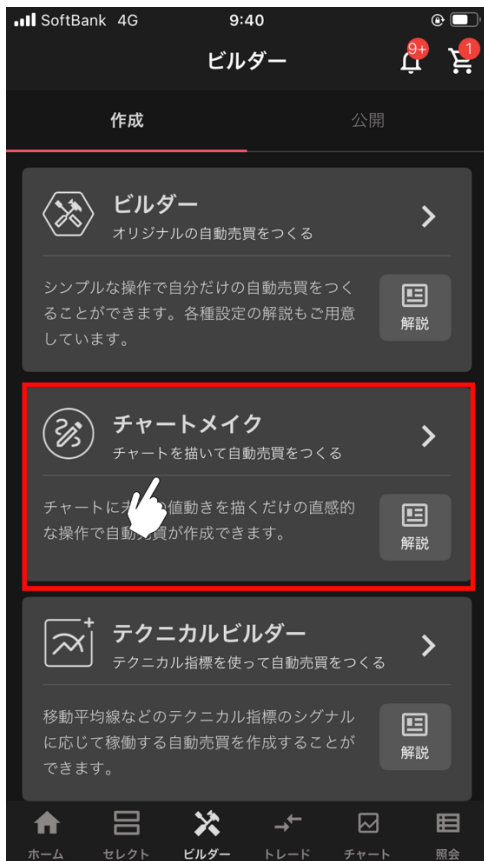 SoftBank 4G 9:40
ビルダー 9+ 1
作成 公開
ビルダー
オリジナルの自動売買をつくる
シンプルな操作で自分だけの自動売買をつく
ることができます。各種設定の解説もご用意
しています。
解説
チャートメイク
チャートを描いて自動売買をつくる
チャートに 値動きを描くだけの直感的
な操作で自動 買が作成できます。
解説
テクニカルビルダー
テクニカル指標を使って自動売買をつくる
移動平均線などのテクニカル指標のシグナル
に応じて稼働する自動売買を作成することが
できます。
解説
ホーム セレクト ビルダー トレード チャート 照会